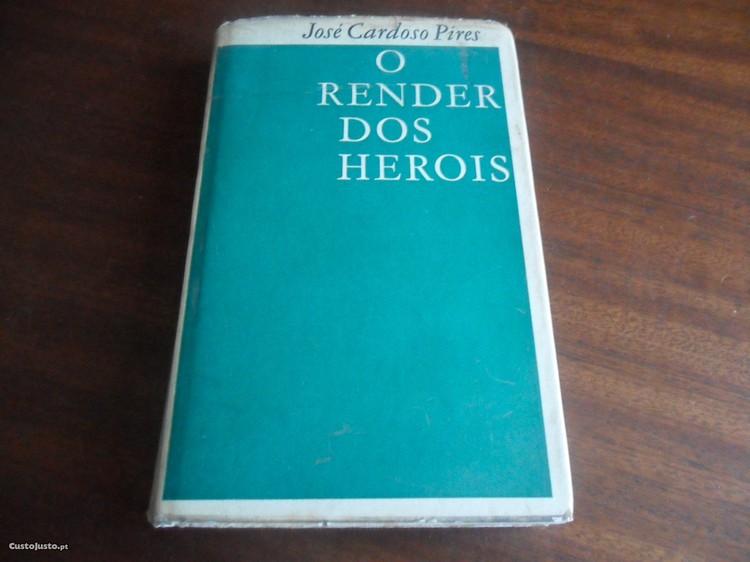 José Cardoso Pires
O
RENDER
DOS
HEROIS
CustoJusto.pt